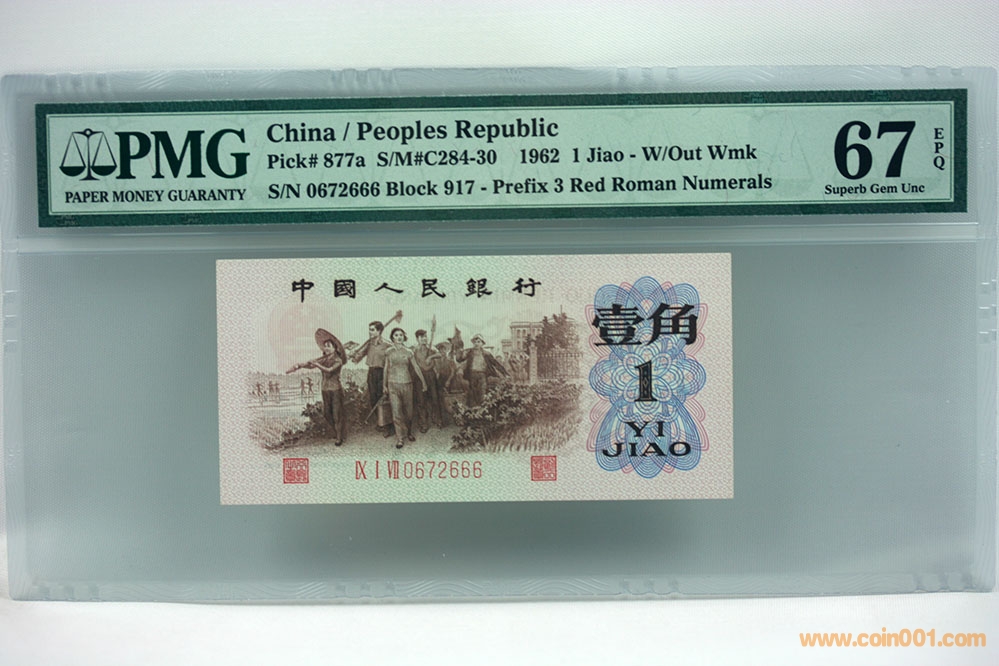 PMG
PAPER MONEY GUARANTY
China / Peoples Republic
Pick# 877a S/M#C284-30 1962 1 Jiao - W/Out Wmk
S/N 0672666 Block 917 - Prefix 3 Red Roman Numerals
67
EPQ
Superb Gem Unc
中國人民銀行
壹角
1
YI
JIAO
IX I VII 0672666
www.coin001.com